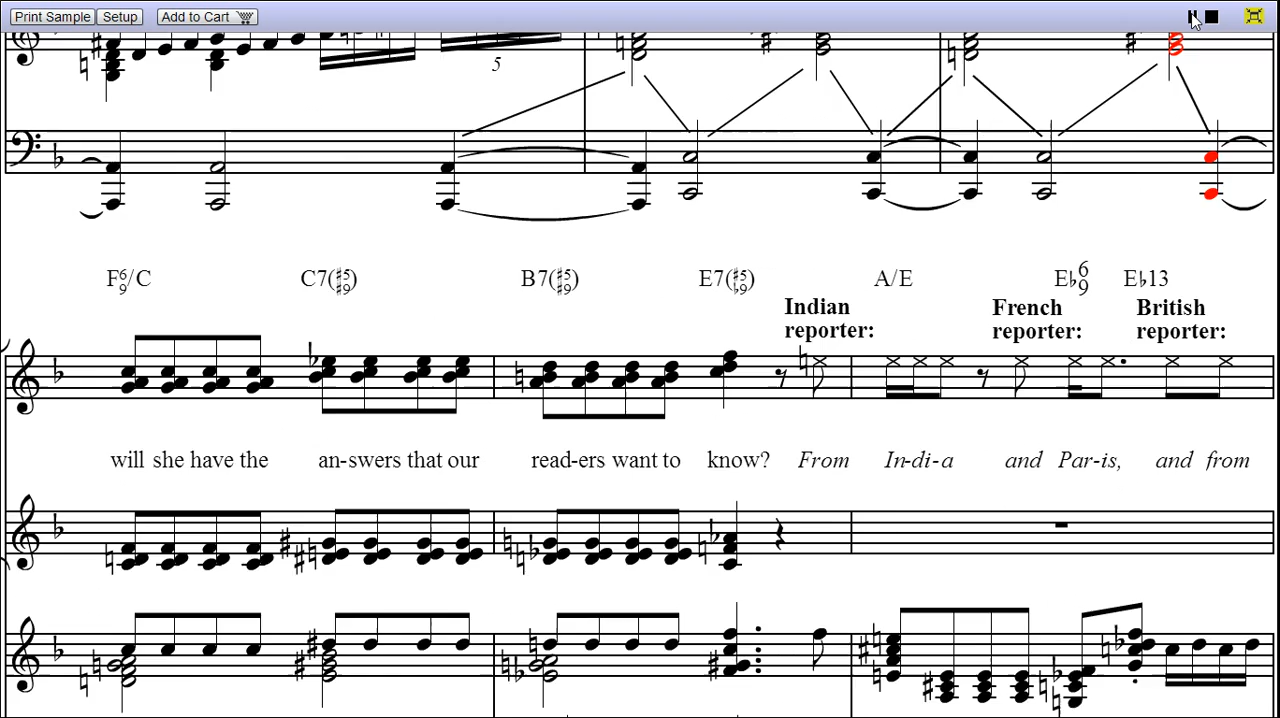 Print Sample Setup Add to Cart
5
F6/9/C C7(♯5♯9) B7(♯5♯9) E7(♯5♭9) A/E E♭6/9 E♭13
Indian reporter: French reporter: British reporter:
will she have the an-swers that our read-ers want to know? From In-di-a and Par-is, and from